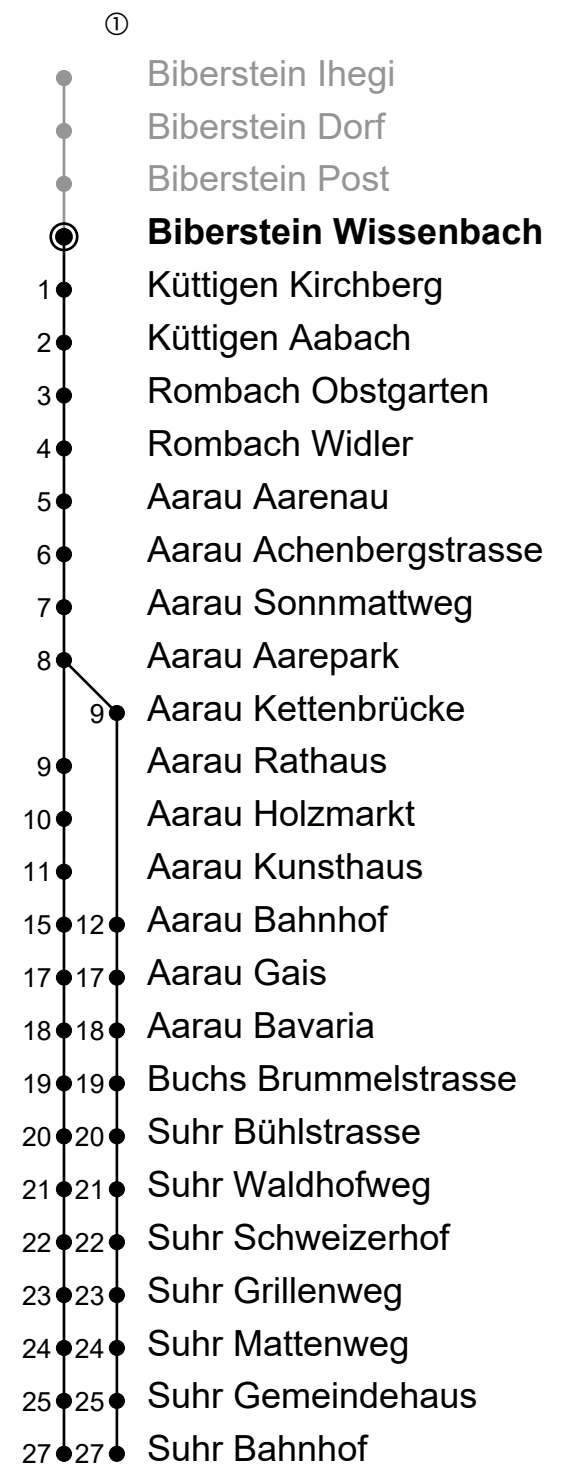 ①
Biberstein Ihegi
Biberstein Dorf
Biberstein Post
Biberstein Wissenbach
1 Küttigen Kirchberg
2 Küttigen Aabach
3 Rombach Obstgarten
4 Rombach Widler
5 Aarau Aarenau
6 Aarau Achenbergstrasse
7 Aarau Sonnmattweg
8 Aarau Aarepark
9 Aarau Kettenbrücke
9 Aarau Rathaus
10 Aarau Holzmarkt
11 Aarau Kunsthaus
15 12 Aarau Bahnhof
17 17 Aarau Gais
18 18 Aarau Bavaria
19 19 Buchs Brummelstrasse
20 20 Suhr Bühlstrasse
21 21 Suhr Waldhofweg
22 22 Suhr Schweizerhof
23 23 Suhr Grillenweg
24 24 Suhr Mattenweg
25 25 Suhr Gemeindehaus
27 27 Suhr Bahnhof